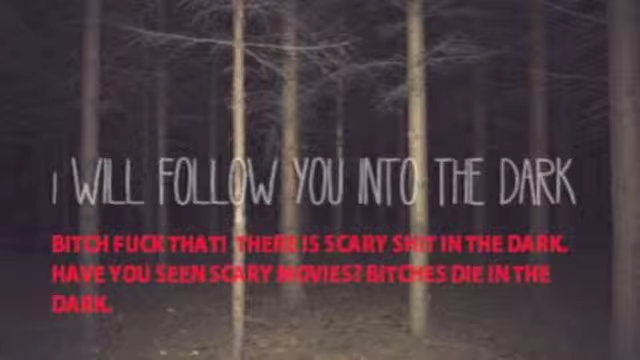 I WILL FOLLOW YOU INTO THE DARK
BITCH FUCK THAT! THERE IS SCARY SHIT IN THE DARK.
HAVE YOU SEEN SCARY MOVIES? BITCHES DIE IN THE
DARK.